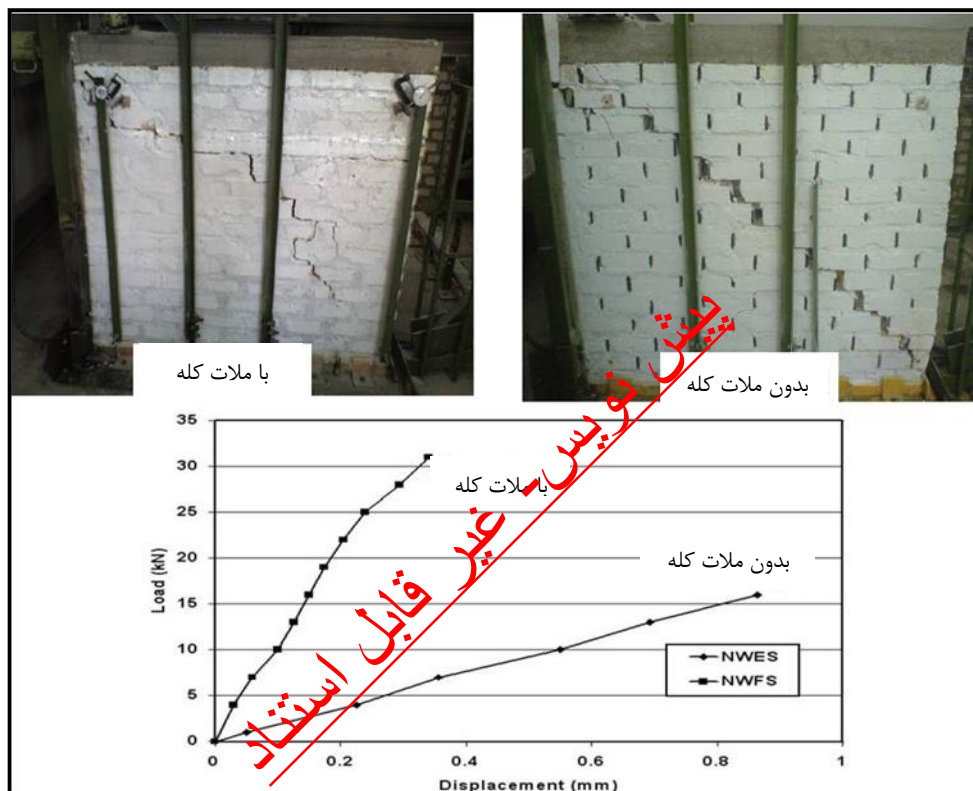 با ملات کله
بدون ملات کله
پیش نویس- غیر قابل استناد
با ملات کله
بدون ملات کله
Load (kN)
35
30
25
20
15
10
5
0
NWES
NWFS
0 0.2 0.4 0.6 0.8 1
Displacement (mm)